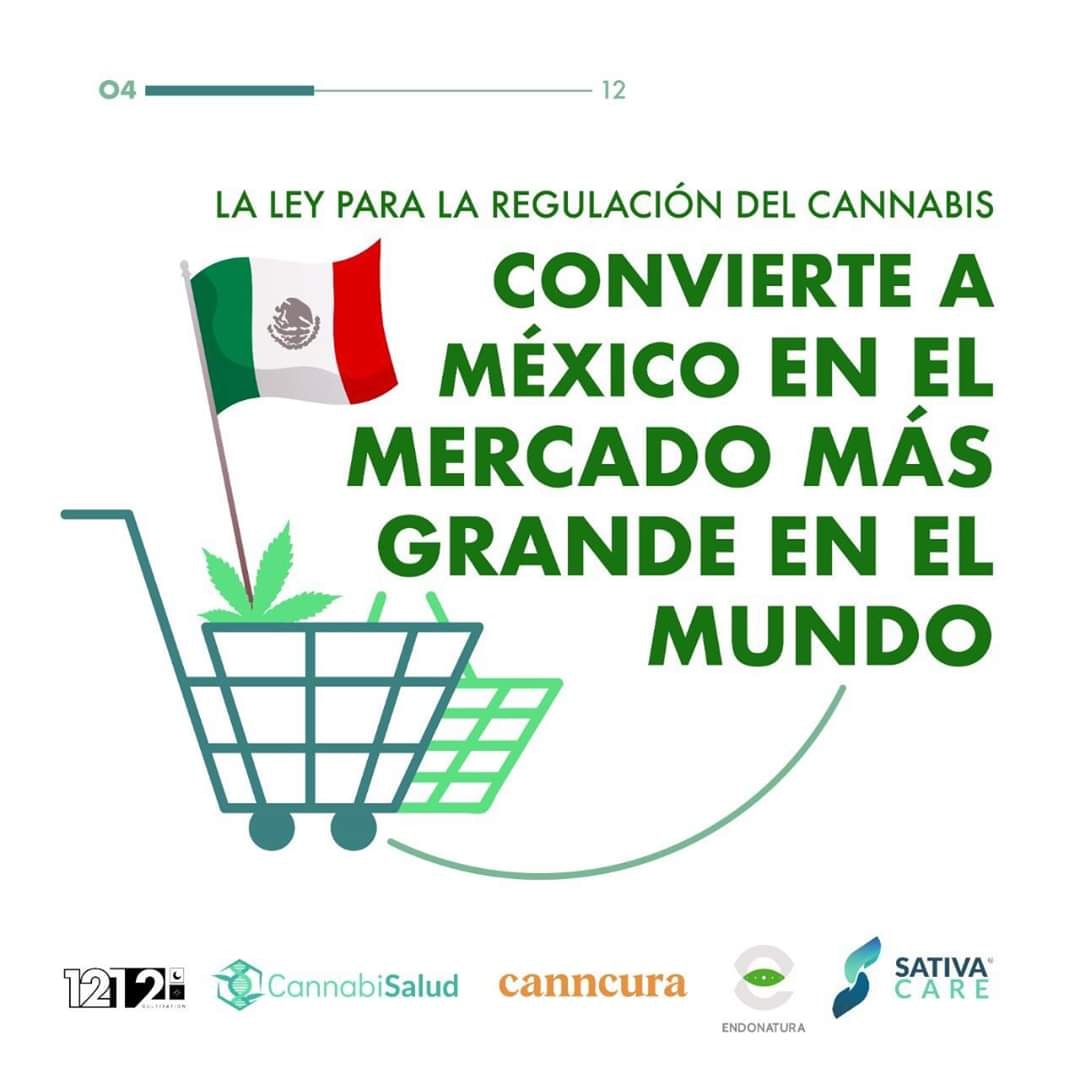 04 12
LA LEY PARA LA REGULACIÓN DEL CANNABIS
CONVIERTE A
MÉXICO EN EL
MERCADO MÁS
GRANDE EN EL
MUNDO
1212
CULTIVATION
CannabiSalud
canncura
ENDONATURA
SATIVA
CARE